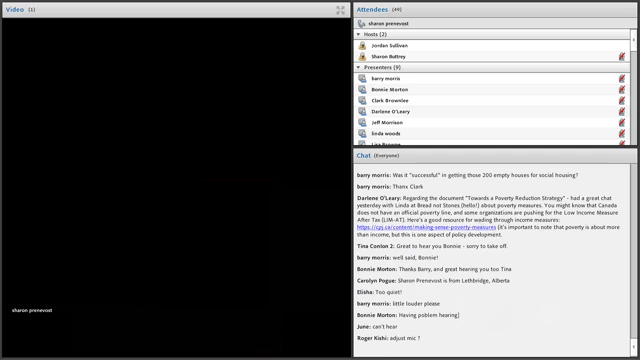 Video (1)
sharon prenevost
Attendees (49)
sharon prenevost
Hosts (2)
Jordan Sullivan
Sharon Buttrey
Presenters (9)
barry morris
Bonnie Morton
Clark Brownlee
Darlene O'Leary
Jeff Morrison
linda woods
Chat (Everyone)
barry morris: Was it "successful" in getting those 200 empty houses for social housing?
barry morris: Thanx Clark
Darlene O'Leary: Regarding the document "Towards a Poverty Reduction Strategy" - had a great chat
yesterday with Linda at Bread not Stones (hello!) about poverty measures. You might know that Canada
does not have an official poverty line, and some organizations are pushing for the Low Income Measure
After Tax (LIM-AT). Here's a good resource for wading through income measures:
https://cpj.ca/content/making-sense-poverty-measures (it's important to note that poverty is about more
than income, but this is one aspect of policy development.
Tina Conlon 2: Great to hear you Bonnie - sorry to take off.
barry morris: well said, Bonnie!
Bonnie Morton: Thanks Barry, and great hearing you too Tina
Carolyn Pogue: Sharon Prenevost is from Lethbridge, Alberta
Elisha: Too quiet!
barry morris: little louder please
Bonnie Morton: Having poblem hearing]
June: can't hear
Roger Kishi: adjust mic ?